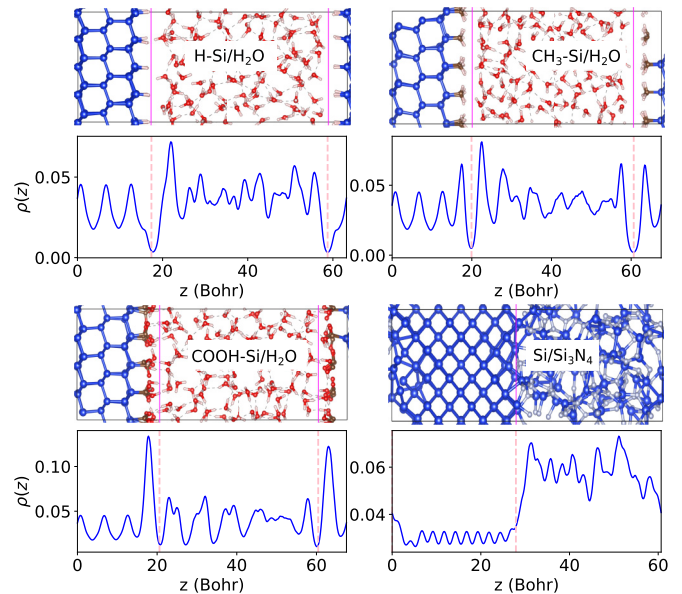 H-Si/H₂O
CH₃-Si/H₂O
0.05
0.00
ρ(z)
0 20 40 60
z (Bohr)
0.05
0.00
0 20 40 60
z (Bohr)
COOH-Si/H₂O
Si/Si₃N₄
0.10
0.05
ρ(z)
0 20 40 60
z (Bohr)
0.06
0.04
0 20 40 60
z (Bohr)